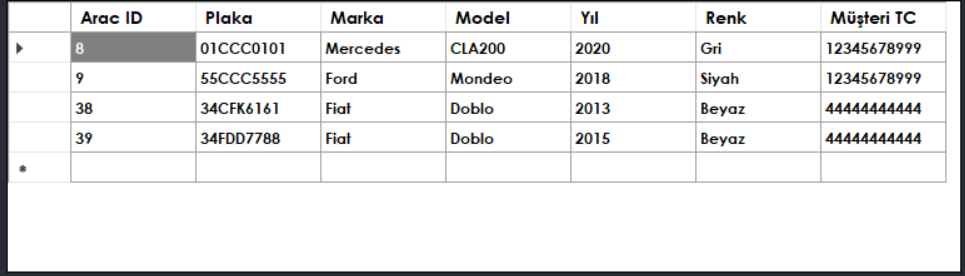 Arac ID Plaka Marka Model Yıl Renk Müşteri TC
8 01CCC0101 Mercedes CLA200 2020 Gri 12345678999
9 55CCC5555 Ford Mondeo 2018 Siyah 12345678999
38 34CFK6161 Fiat Doblo 2013 Beyaz 44444444444
39 34FDD7788 Fiat Doblo 2015 Beyaz 44444444444